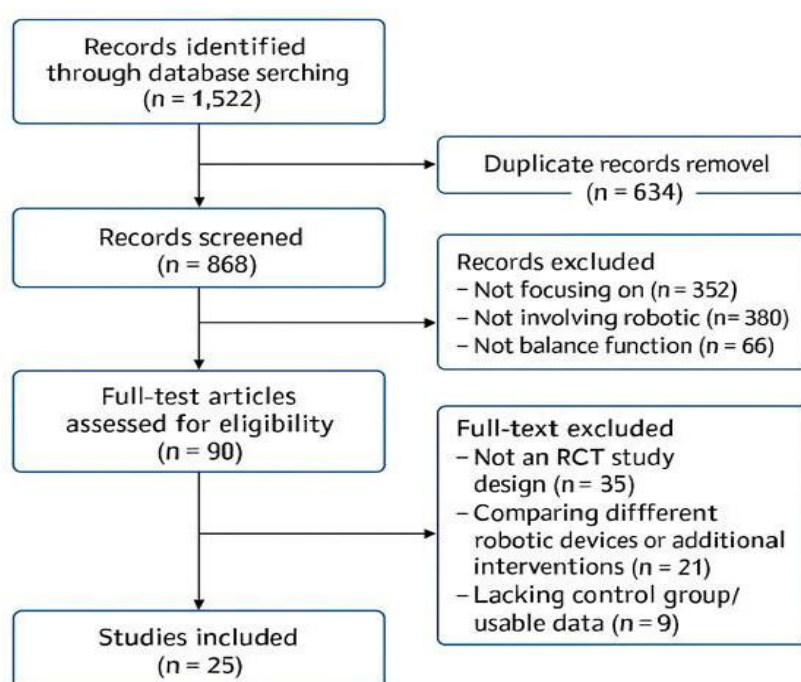 Records identified
through database serching
(n = 1,522)
Duplicate records removel
(n = 634)
Records screened
(n = 868)
Records excluded
– Not focusing on (n = 352)
– Not involving robotic (n= 380)
– Not balance function (n = 66)
Full-test articles
assessed for eligibility
(n = 90)
Full-text excluded
– Not an RCT study
design (n = 35)
– Comparing diffferent
robotic devices or additional
interventions (n = 21)
– Lacking control group/
usable data (n = 9)
Studies included
(n = 25)